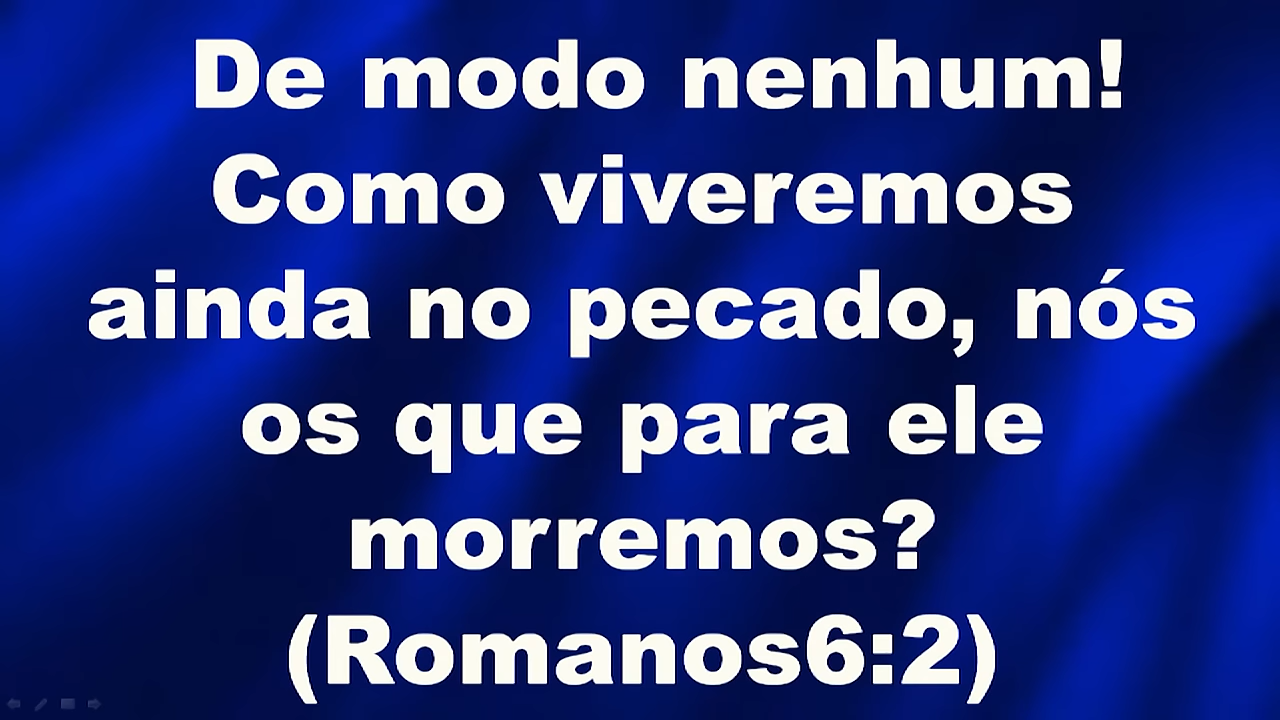 De modo nenhum!
Como viveremos
ainda no pecado, nós
os que para ele
morremos?
(Romanos6:2)